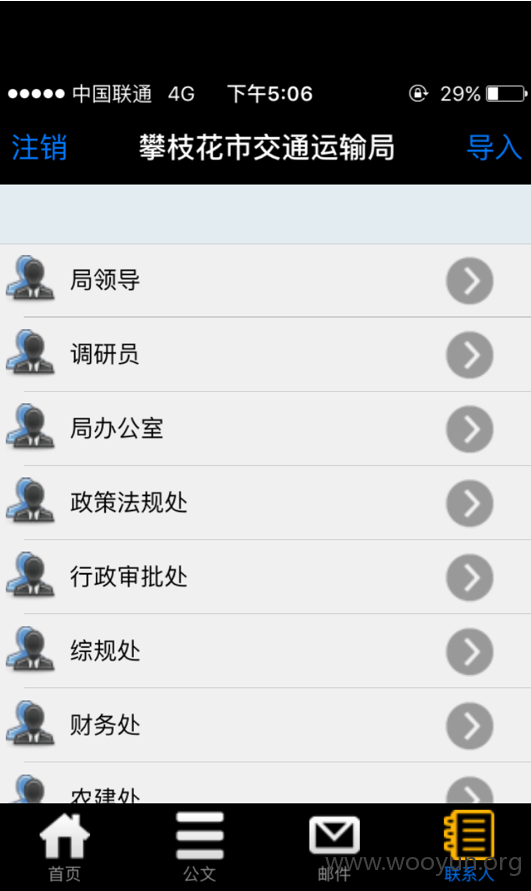 中国联通 4G 下午5:06 29%
注销 攀枝花市交通运输局 导入
局领导
调研员
局办公室
政策法规处
行政审批处
综规处
财务处
农建处
首页 公文 邮件 联系人
www.wooyun.org